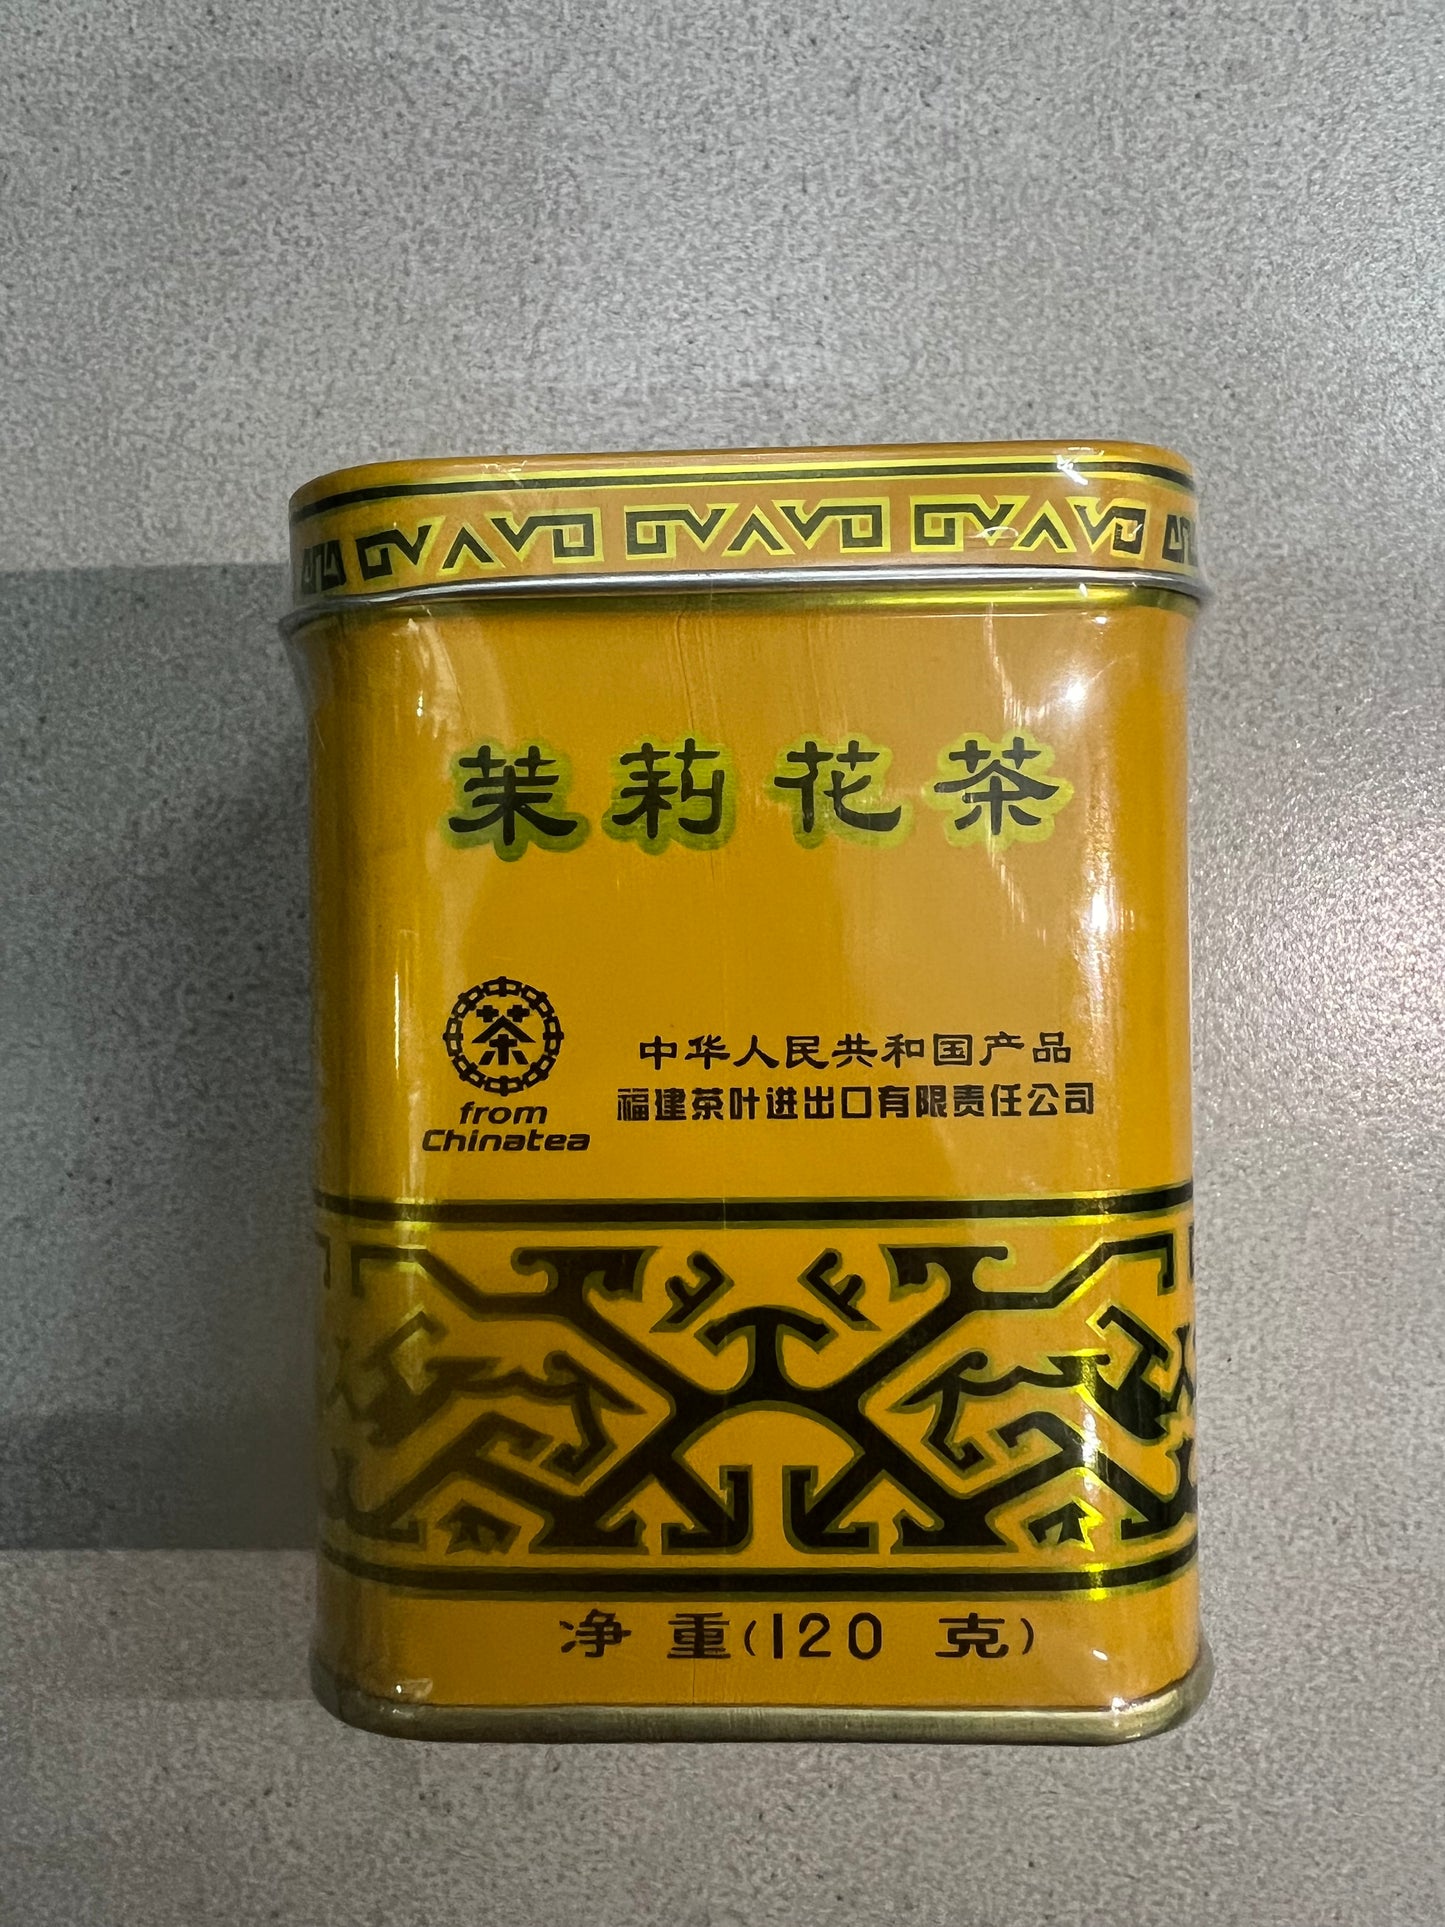 茉莉花茶
茶
from
Chinatea
中华人民共和国产品
福建茶叶进出口有限责任公司
净重(120 克)